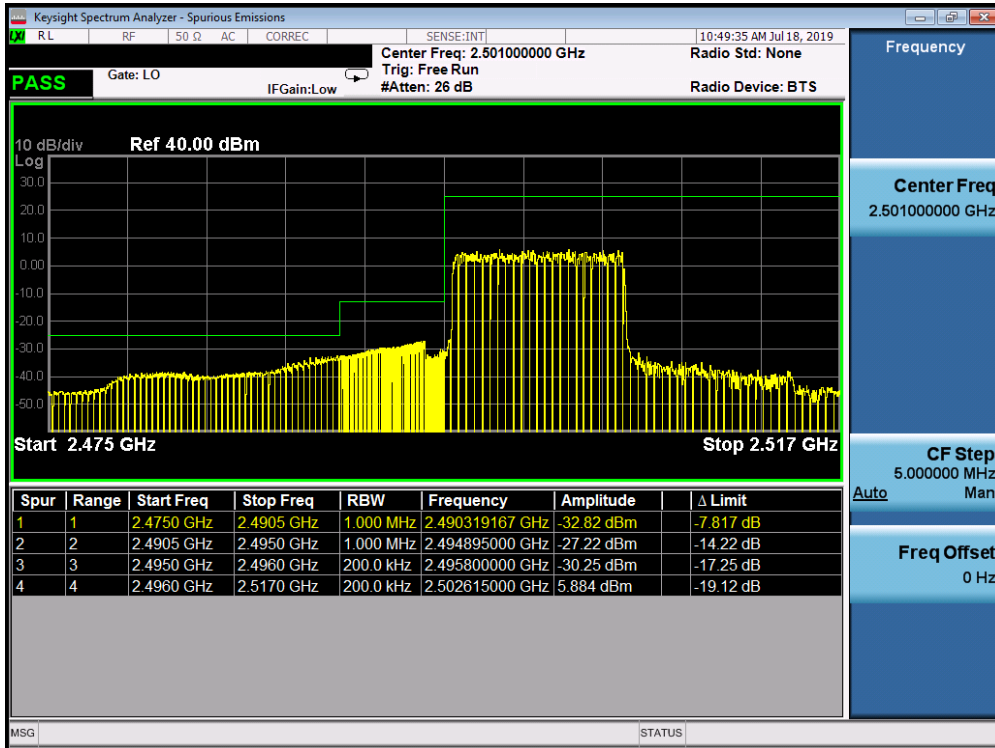 Keysight Spectrum Analyzer - Spurious Emissions
LXI RL RF 50 Ω AC CORREC SENSE:INT 10:49:35 AM Jul 18, 2019
Center Freq: 2.501000000 GHz Radio Std: None
PASS Gate: LO Trig: Free Run
IFGain:Low #Atten: 26 dB Radio Device: BTS
10 dB/div Ref 40.00 dBm
Log
30.0
20.0
10.0
0.00
-10.0
-20.0
-30.0
-40.0
-50.0
Start 2.475 GHz Stop 2.517 GHz
Spur Range Start Freq Stop Freq RBW Frequency Amplitude Δ Limit
1 1 2.4750 GHz 2.4905 GHz 1.000 MHz 2.490319167 GHz -32.82 dBm -7.817 dB
2 2 2.4905 GHz 2.4950 GHz 1.000 MHz 2.494895000 GHz -27.22 dBm -14.22 dB
3 3 2.4950 GHz 2.4960 GHz 200.0 kHz 2.495800000 GHz -30.25 dBm -17.25 dB
4 4 2.4960 GHz 2.5170 GHz 200.0 kHz 2.502615000 GHz 5.884 dBm -19.12 dB
MSG STATUS
Frequency
Center Freq
2.501000000 GHz
CF Step
5.000000 MHz
Auto Man
Freq Offset
0 Hz